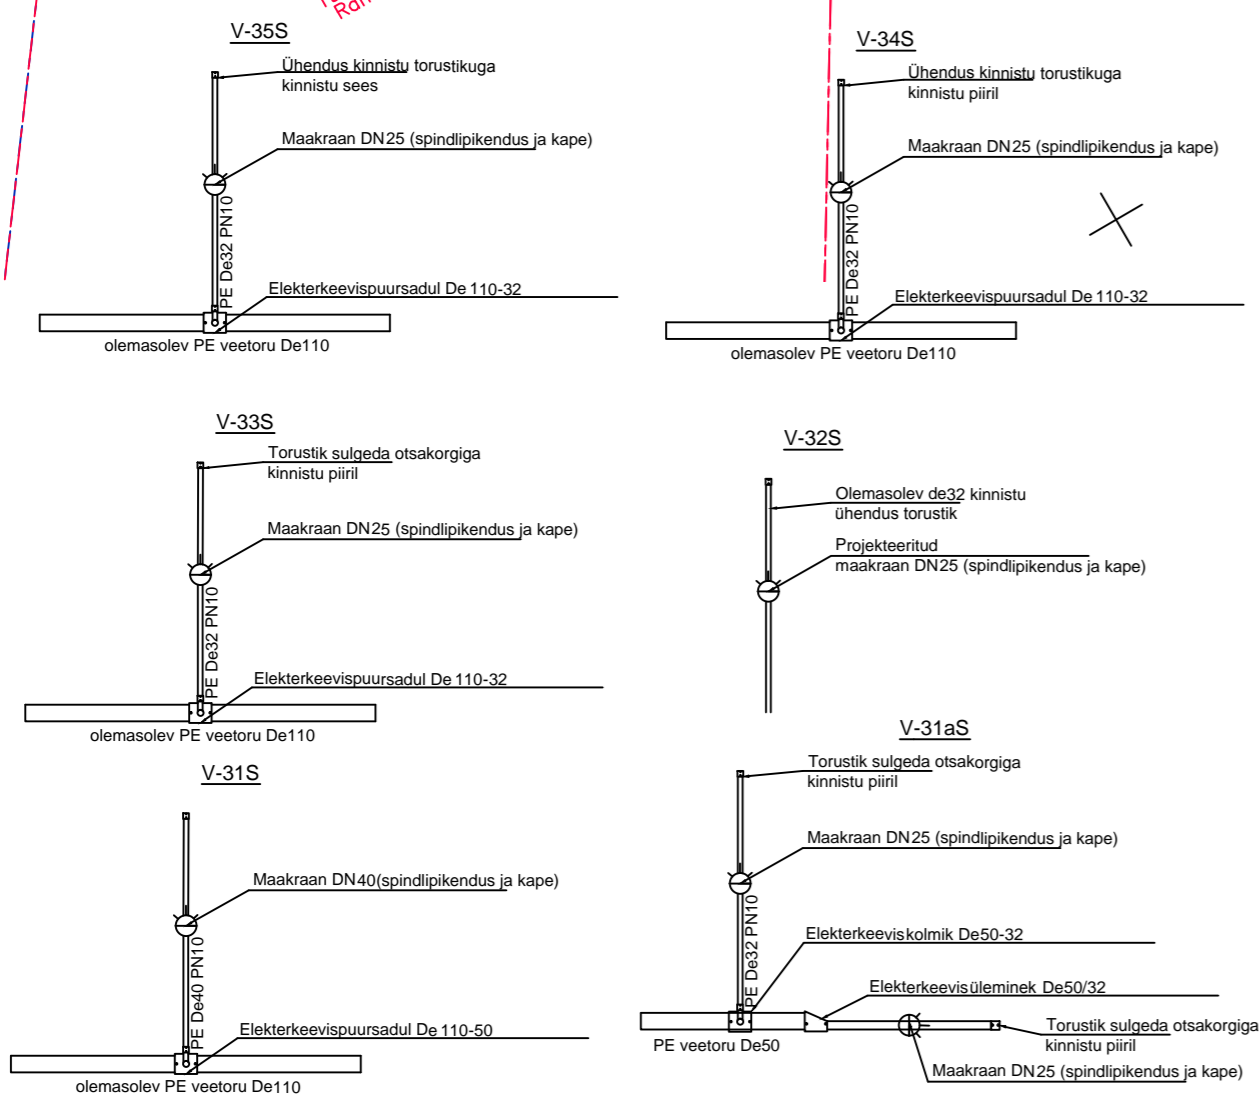 V-35S
Ühendus kinnistu torustikuga
kinnistu sees
Maakraan DN25 (spindlipikendus ja kape)
PE De32 PN10
Elekterkeevispuursadul De 110-32
olemasolev PE veetoru De110
V-34S
Ühendus kinnistu torustikuga
kinnistu piiril
Maakraan DN25 (spindlipikendus ja kape)
PE De32 PN10
Elekterkeevispuursadul De 110-32
olemasolev PE veetoru De110
V-33S
Torustik sulgeda otsakorgiga
kinnistu piiril
Maakraan DN25 (spindlipikendus ja kape)
PE De32 PN10
Elekterkeevispuursadul De 110-32
olemasolev PE veetoru De110
V-32S
Olemasolev de32 kinnistu
ühendus torustik
Projekteeritud
maakraan DN25 (spindlipikendus ja kape)
V-31S
Maakraan DN40(spindlipikendus ja kape)
PE De40 PN10
Elekterkeevispuursadul De 110-50
olemasolev PE veetoru De110
V-31aS
Torustik sulgeda otsakorgiga
kinnistu piiril
Maakraan DN25 (spindlipikendus ja kape)
PE De32 PN10
Elekterkeeviskolmik De50-32
Elekterkeevisüleminek De50/32
PE veetoru De50
Torustik sulgeda otsakorgiga
kinnistu piiril
Maakraan DN25 (spindlipikendus ja kape)